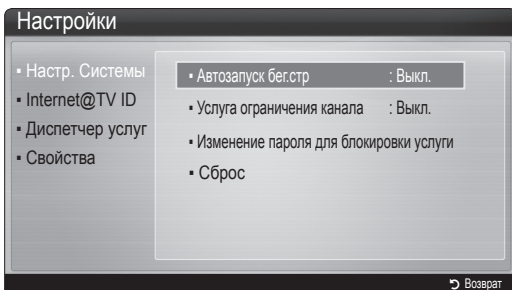 Настройки
▪ Настр. Системы
▪ Internet@TV ID
▪ Диспетчер услуг
▪ Свойства
▪ Автозапуск бег.стр : Выкл.
▪ Услуга ограничения канала : Выкл.
▪ Изменение пароля для блокировки услуги
▪ Сброс
Возврат